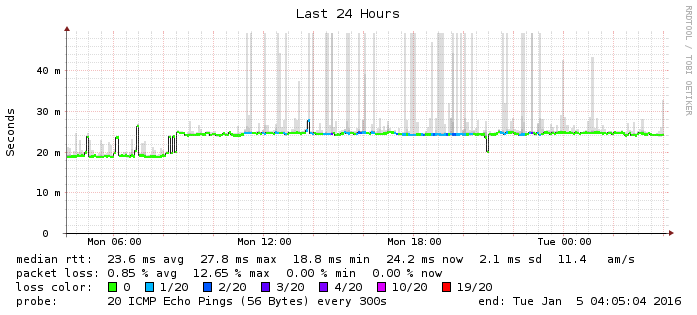 Last 24 Hours
RRDTOOL / TOBI OETIKER
Seconds
40 m
30 m
20 m
10 m
0
Mon 06:00 Mon 12:00 Mon 18:00 Tue 00:00
median rtt: 23.6 ms avg 27.8 ms max 18.8 ms min 24.2 ms now 2.1 ms sd 11.4 am/s
packet loss: 0.85 % avg 12.65 % max 0.00 % min 0.00 % now
loss color: 0 1/20 2/20 3/20 4/20 10/20 19/20
probe: 20 ICMP Echo Pings (56 Bytes) every 300s end: Tue Jan 5 04:05:04 2016